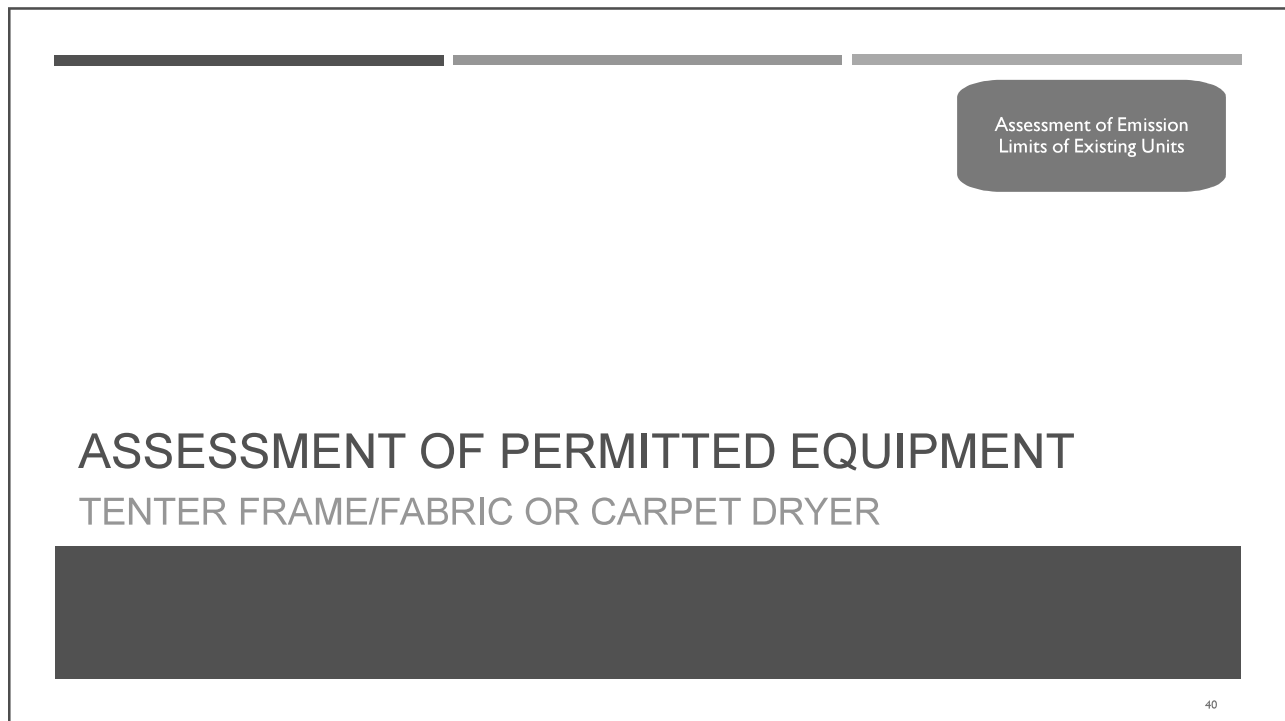 Assessment of Emission
Limits of Existing Units
ASSESSMENT OF PERMITTED EQUIPMENT
TENTER FRAME/FABRIC OR CARPET DRYER
40